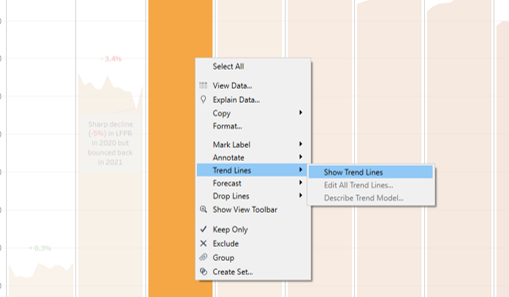 -3.4%
Sharp decline
(-5%) in LFPR
in 2020 but
bounced back
in 2021
Select All
View Data...
Explain Data...
Copy
Format...
Mark Label
Annotate
Trend Lines
Forecast
Drop Lines
Show View Toolbar
Keep Only
Exclude
Group
Create Set...
Show Trend Lines
Edit All Trend Lines...
Describe Trend Model...